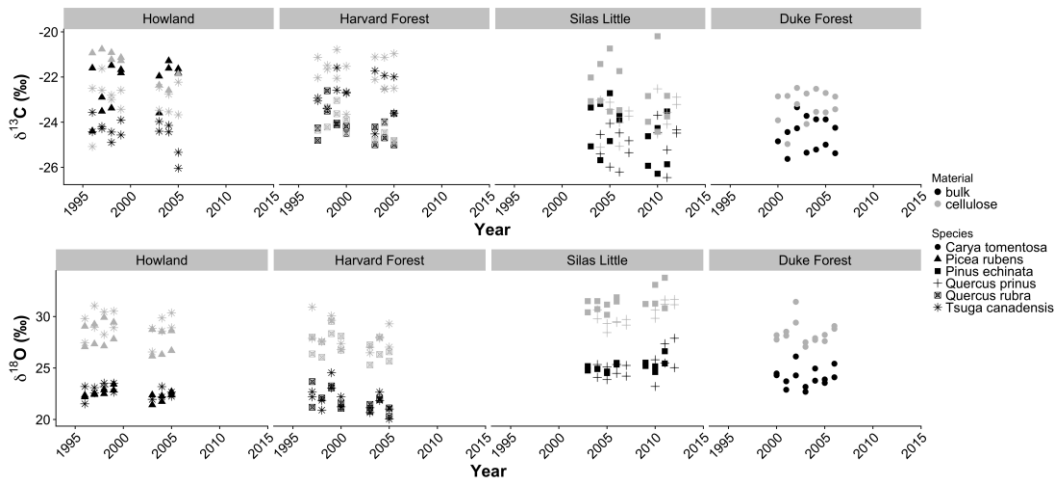 Howland Harvard Forest Silas Little Duke Forest
-20
-22
-24
-26
δ13C (‰)
1995 2000 2005 2010 2015 1995 2000 2005 2010 2015 1995 2000 2005 2010 2015 1995 2000 2005 2010 2015
Year
Howland Harvard Forest Silas Little Duke Forest
30
25
20
δ18O (‰)
1995 2000 2005 2010 2015 1995 2000 2005 2010 2015 1995 2000 2005 2010 2015 1995 2000 2005 2010 2015
Year
Material
bulk
cellulose
Species
Carya tomentosa
Picea rubens
Pinus echinata
Quercus prinus
Quercus rubra
Tsuga canadensis